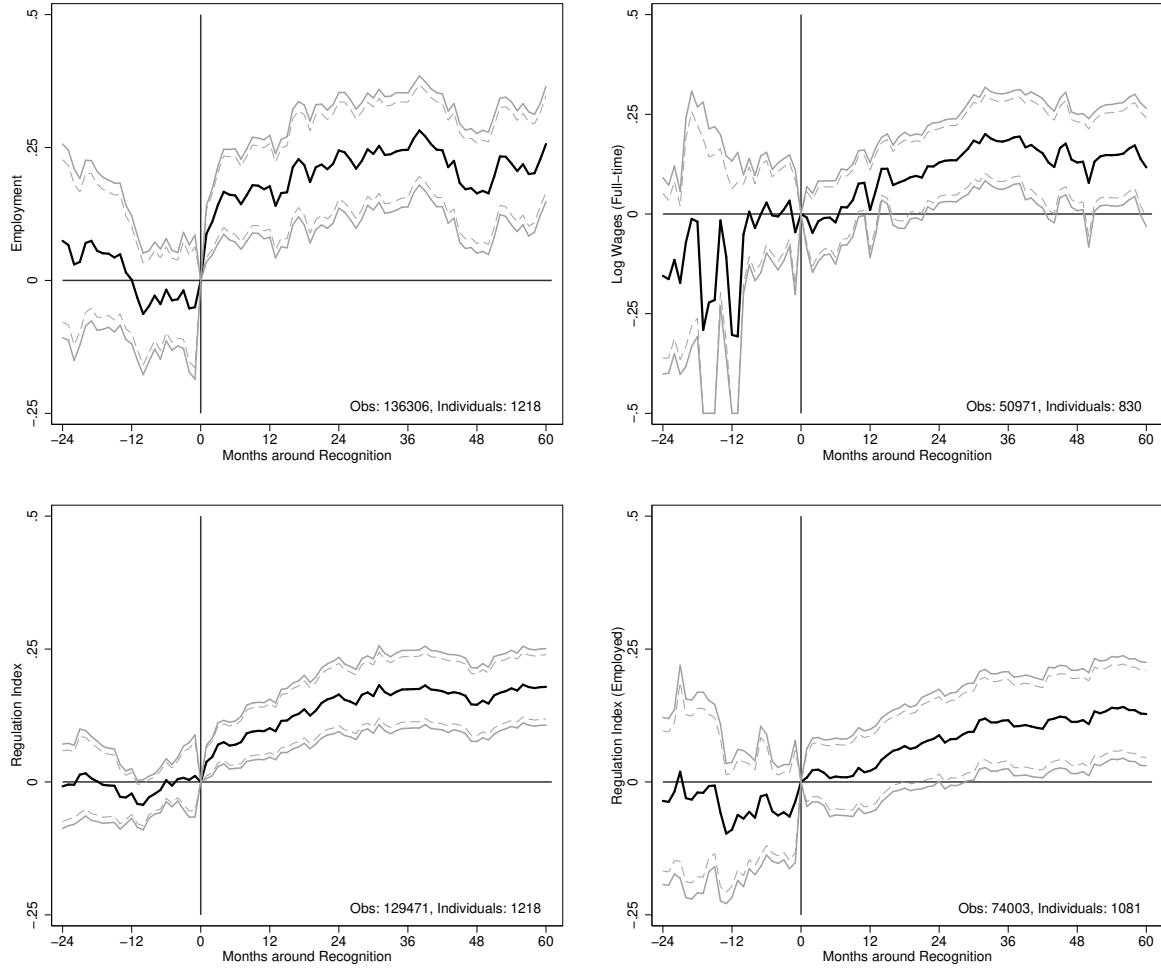 .5
.25
0
−.25
Employment
Obs: 136306, Individuals: 1218
−24 −12 0 12 24 36 48 60
Months around Recognition
.5
.25
0
−.25
−.5
Log Wages (Full−time)
Obs: 50971, Individuals: 830
−24 −12 0 12 24 36 48 60
Months around Recognition
.5
.25
0
−.25
Regulation Index
Obs: 129471, Individuals: 1218
−24 −12 0 12 24 36 48 60
Months around Recognition
.5
.25
0
−.25
Regulation Index (Employed)
Obs: 74003, Individuals: 1081
−24 −12 0 12 24 36 48 60
Months around Recognition